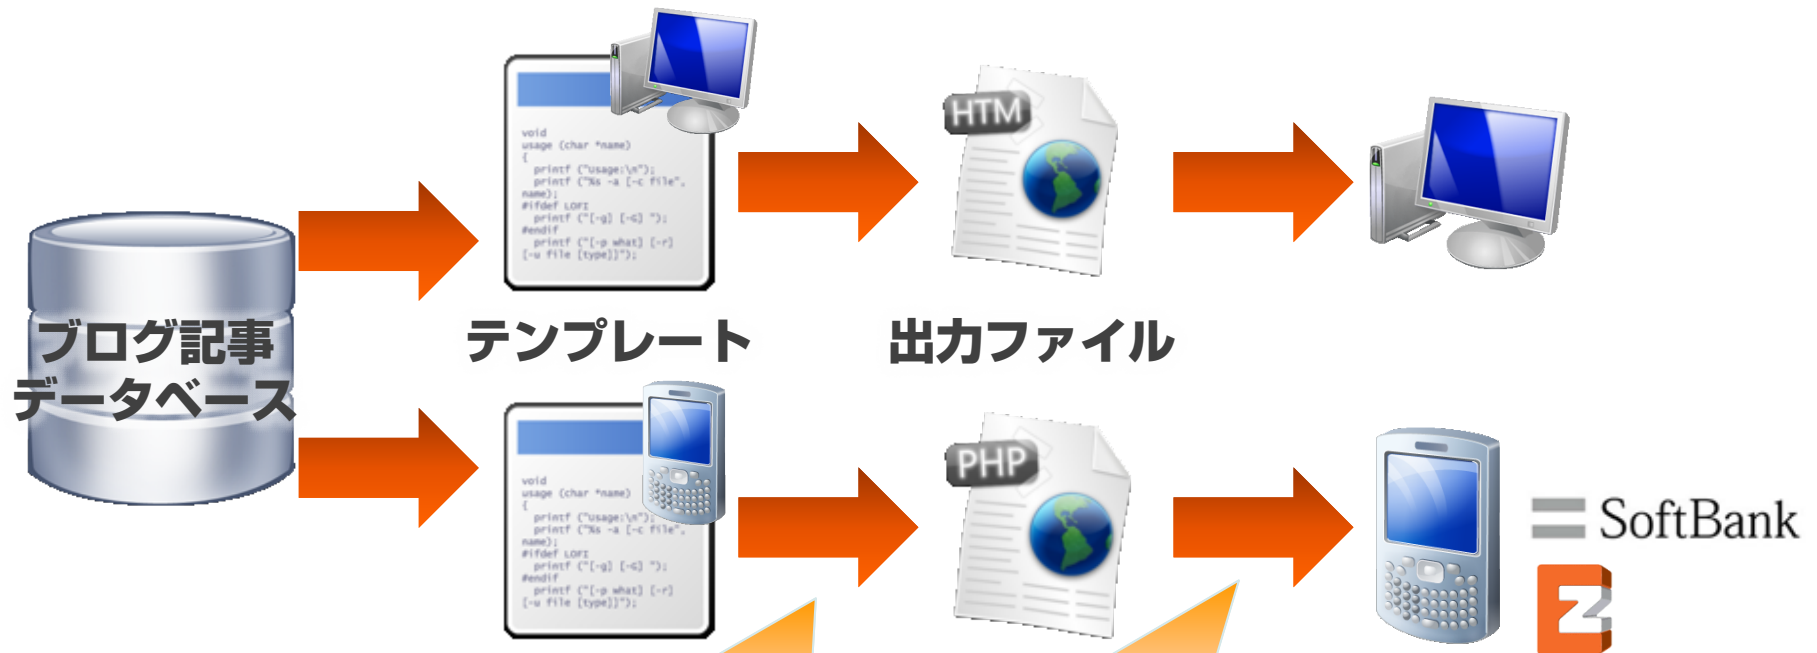 void
usage (char *name)
{
printf ("Usage:\n");
printf ("%s -a [-c file",
name);
#ifdef LOFI
printf ("[-g] [-G] ");
#endif
printf ("[-p what] [-r]
[-u file [type]]");
HTM
ブログ記事
データベース
テンプレート
出力ファイル
void
usage (char *name)
{
printf ("Usage:\n");
printf ("%s -a [-c file",
name);
#ifdef LOFI
printf ("[-g] [-G] ");
#endif
printf ("[-p what] [-r]
[-u file [type]]");
PHP
SoftBank
EZ